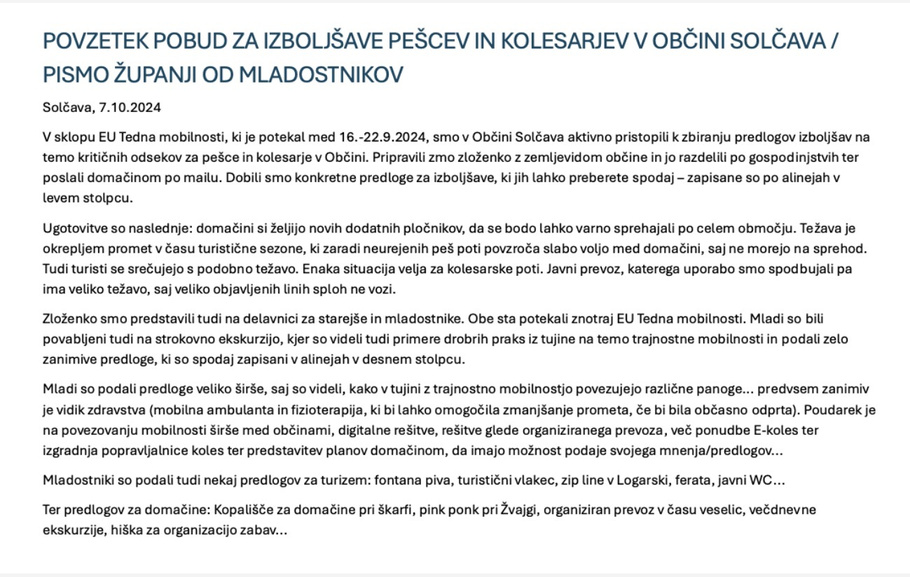 POVZETEK POBUD ZA IZBOLJŠAVE PEŠCEV IN KOLESARJEV V OBČINI SOLČAVA /
PISMO ŽUPANJI OD MLADOSTNIKOV
Solčava, 7.10.2024
V sklopu EU Tedna mobilnosti, ki je potekal med 16.-22.9.2024, smo v Občini Solčava aktivno pristopili k zbiranju predlogov izboljšav na
temo kritičnih odsekov za pešce in kolesarje v Občini. Pripravili zmo zloženko z zemljevidom občine in jo razdelili po gospodinjstvih ter
poslali domačinom po mailu. Dobili smo konkretne predloge za izboljšave, ki jih lahko preberete spodaj – zapisane so po alinejah v
levem stolpcu.
Ugotovitve so naslednje: domačini si željijo novih dodatnih pločnikov, da se bodo lahko varno sprehajali po celem območju. Težava je
okrepljem promet v času turistične sezone, ki zaradi neurejenih peš poti povzroča slabo voljo med domačini, saj ne morejo na sprehod.
Tudi turisti se srečujejo s podobno težavo. Enaka situacija velja za kolesarske poti. Javni prevoz, katerega uporabo smo spodbujali pa
ima veliko težavo, saj veliko objavljenih linih sploh ne vozi.
Zloženko smo predstavili tudi na delavnici za starejše in mladostnike. Obe sta potekali znotraj EU Tedna mobilnosti. Mladi so bili
povabljeni tudi na strokovno ekskurzijo, kjer so videli tudi primere drobrih praks iz tujine na temo trajnostne mobilnosti in podali zelo
zanimive predloge, ki so spodaj zapisani v alinejah v desnem stolpcu.
Mladi so podali predloge veliko širše, saj so videli, kako v tujini z trajnostno mobilnostjo povezujejo različne panoge... predvsem zanimiv
je vidik zdravstva (mobilna ambulanta in fizioterapija, ki bi lahko omogočila zmanjšanje prometa, če bi bila občasno odprta). Poudarek je
na povezovanju mobilnosti širše med občinami, digitalne rešitve, rešitve glede organiziranega prevoza, več ponudbe E-koles ter
izgradnja popravljalnice koles ter predstavitev planov domačinom, da imajo možnost podaje svojega mnenja/predlogov...
Mladostniki so podali tudi nekaj predlogov za turizem: fontana piva, turistični vlakec, zip line v Logarski, ferata, javni WC...
Ter predlogov za domačine: Kopališče za domačine pri škarfi, pink ponk pri Žvajgi, organiziran prevoz v času veselic, večdnevne
ekskurzije, hiška za organizacijo zabav...